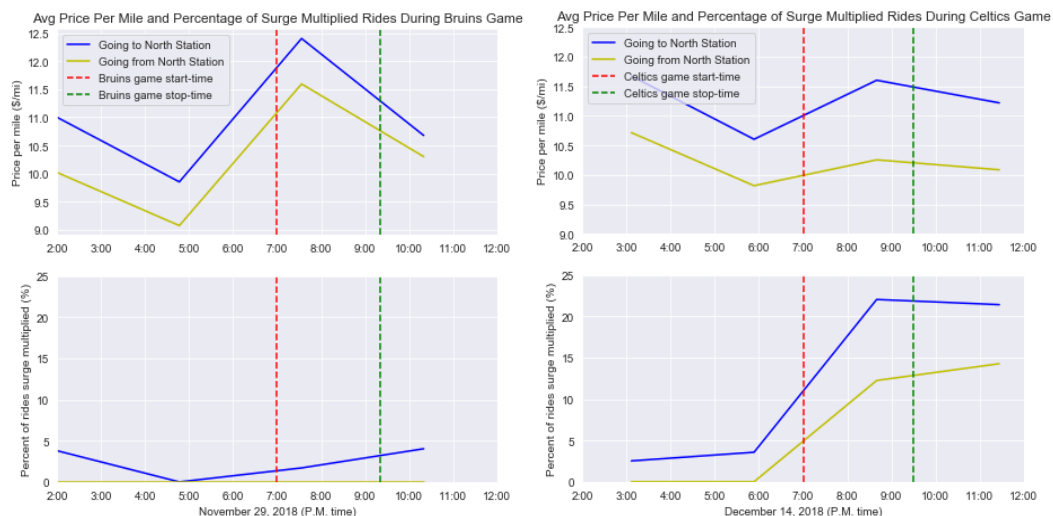 Avg Price Per Mile and Percentage of Surge Multiplied Rides During Bruins Game
Price per mile ($/mi)
12.5
12.0
11.5
11.0
10.5
10.0
9.5
9.0
Going to North Station
Going from North Station
Bruins game start-time
Bruins game stop-time
2:00 3:00 4:00 5:00 6:00 7:00 8:00 9:00 10:00 11:00 12:00
Percent of rides surge multiplied (%)
25
20
15
10
5
0
2:00 3:00 4:00 5:00 6:00 7:00 8:00 9:00 10:00 11:00 12:00
November 29, 2018 (P.M. time)
Avg Price Per Mile and Percentage of Surge Multiplied Rides During Celtics Game
Price per mile ($/mi)
12.5
12.0
11.5
11.0
10.5
10.0
9.5
9.0
Going to North Station
Going from North Station
Celtics game start-time
Celtics game stop-time
2:00 3:00 4:00 5:00 6:00 7:00 8:00 9:00 10:00 11:00 12:00
Percent of rides surge multiplied (%)
25
20
15
10
5
0
2:00 3:00 4:00 5:00 6:00 7:00 8:00 9:00 10:00 11:00 12:00
December 14, 2018 (P.M. time)